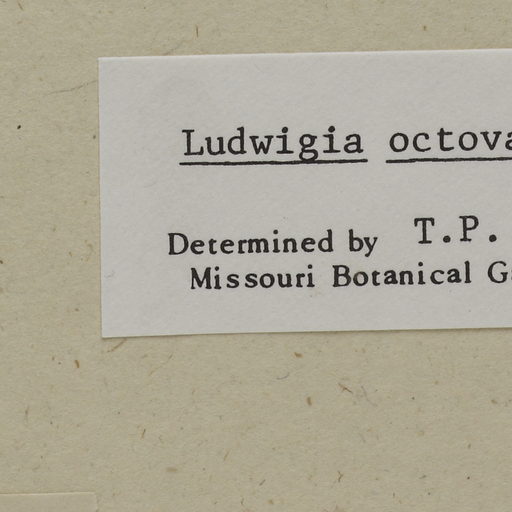 Ludwigia octova
Determined by T.P.
Missouri Botanical G